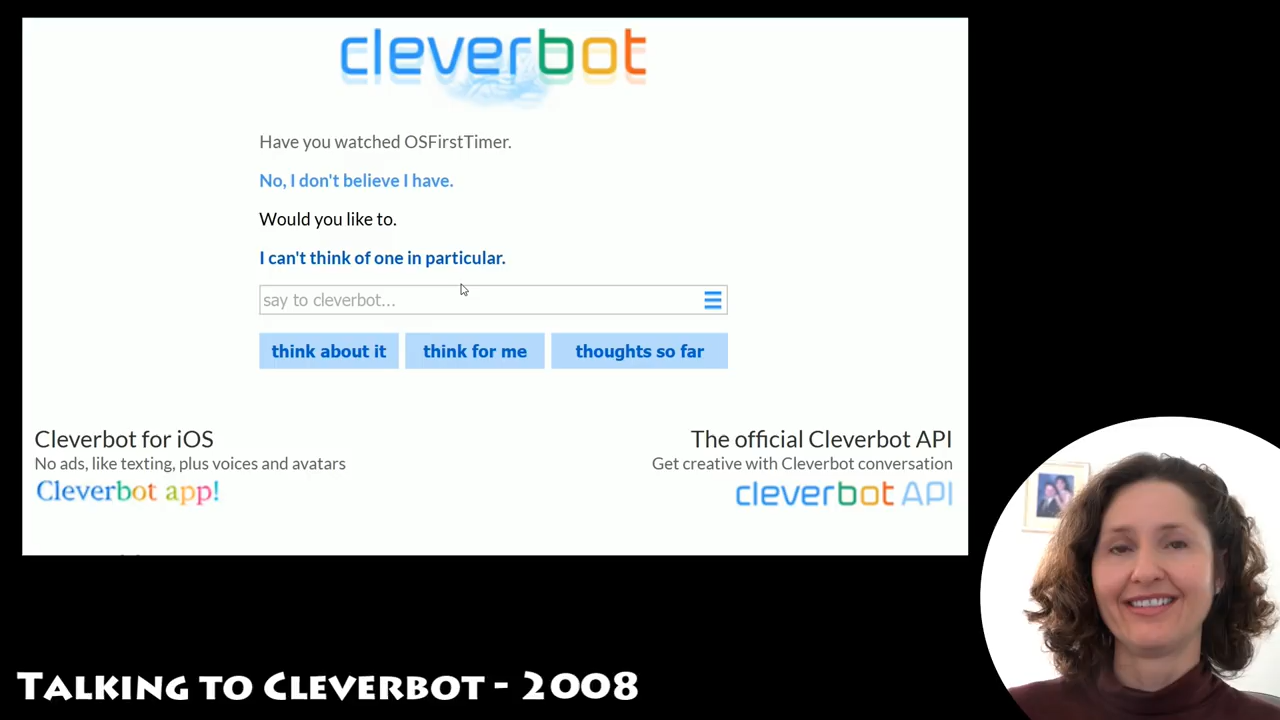 cleverbot
Have you watched OSFirstTimer.
No, I don't believe I have.
Would you like to.
I can't think of one in particular.
say to cleverbot...
think about it think for me thoughts so far
Cleverbot for iOS
No ads, like texting, plus voices and avatars
Cleverbot app!
The official Cleverbot API
Get creative with Cleverbot conversation
cleverbot API
Talking to Cleverbot - 2008